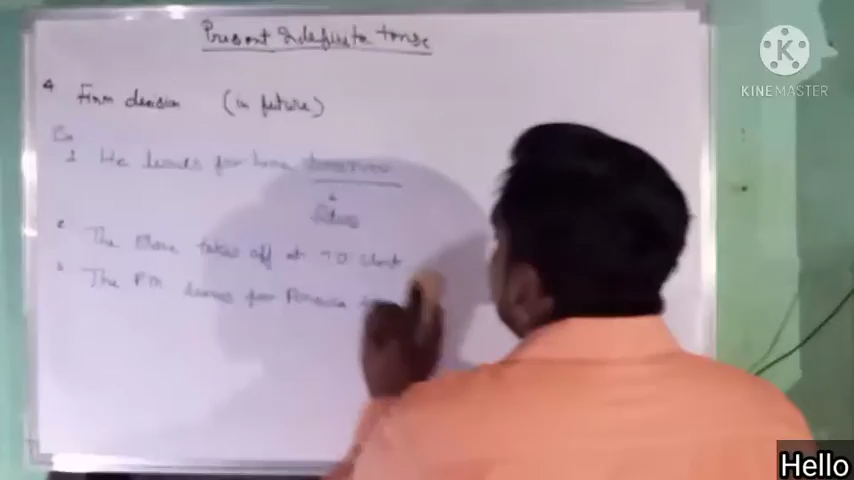 Present Indefinite tense
KINEMASTER
4 Firm decision (in future)
Ex
1 He leaves for home tomorrow
2 The Plane takes off at 10
3 The PM leaves for
Hello